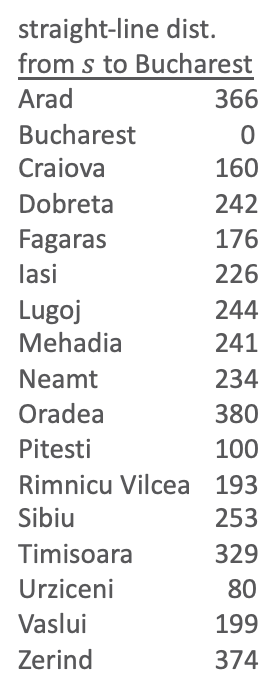 straight-line dist.
from s to Bucharest
Arad 366
Bucharest 0
Craiova 160
Dobreta 242
Fagaras 176
Iasi 226
Lugoj 244
Mehadia 241
Neamt 234
Oradea 380
Pitesti 100
Rimnicu Vilcea 193
Sibiu 253
Timisoara 329
Urziceni 80
Vaslui 199
Zerind 374